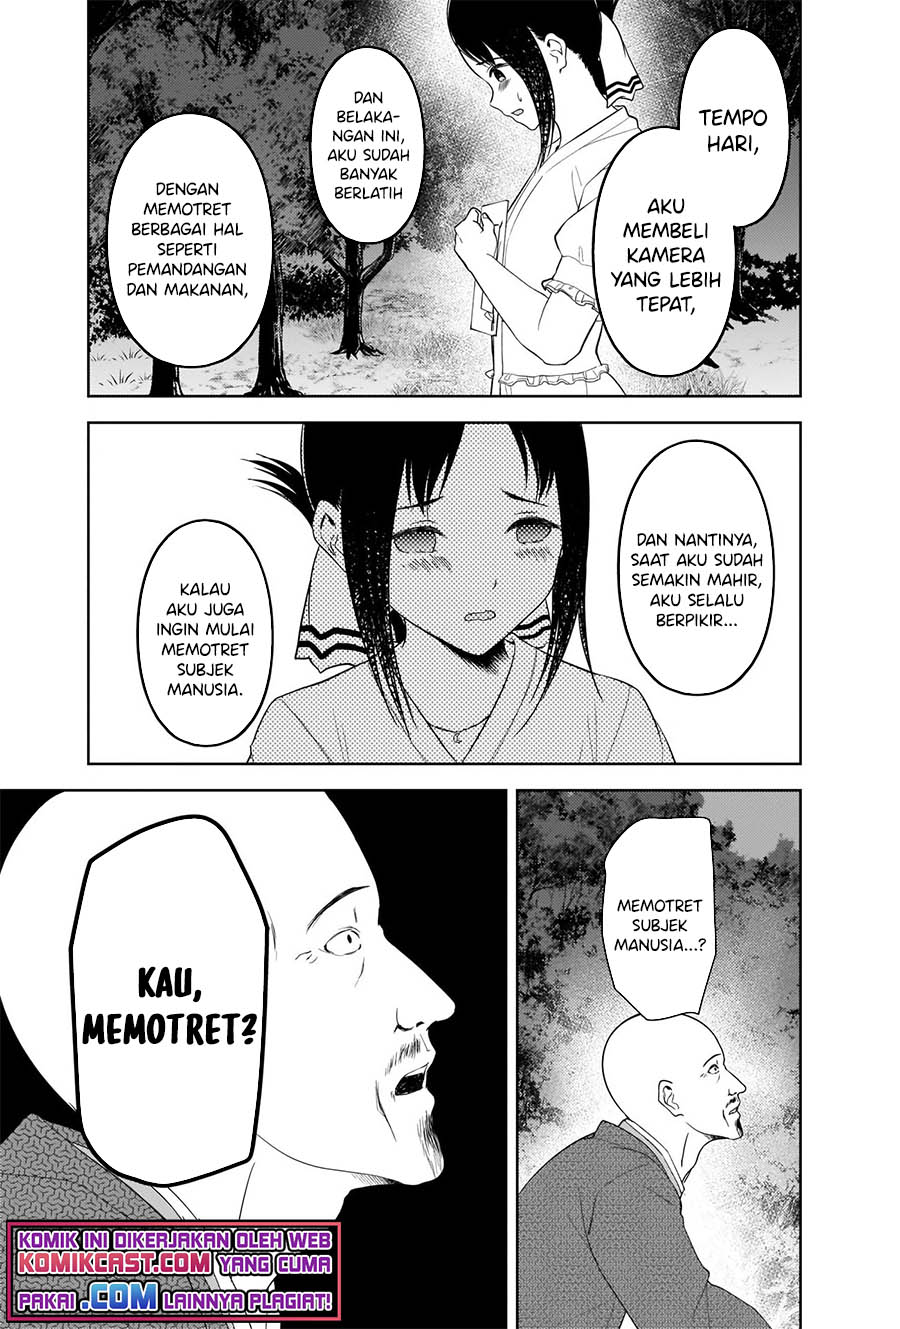 TEMPO
HARI,
AKU
MEMBELI
KAMERA
YANG LEBIH
TEPAT,
DAN
BELAKA-
NGAN INI,
AKU SUDAH
BANYAK
BERLATIH
DENGAN
MEMOTRET
BERBAGAI HAL
SEPERTI
PEMANDANGAN
DAN MAKANAN,
DAN NANTINYA,
SAAT AKU SUDAH
SEMAKIN MAHIR,
AKU SELALU
BERPIKIR...
KALAU
AKU JUGA
INGIN MULAI
MEMOTRET
SUBJEK
MANUSIA.
MEMOTRET
SUBJEK
MANUSIA...?
KAU,
MEMOTRET?
KOMIK INI DIKERJAKAN OLEH WEB
KOMIKCAST.COM YANG CUMA
PAKAI .COM LAINNYA PLAGIAT!